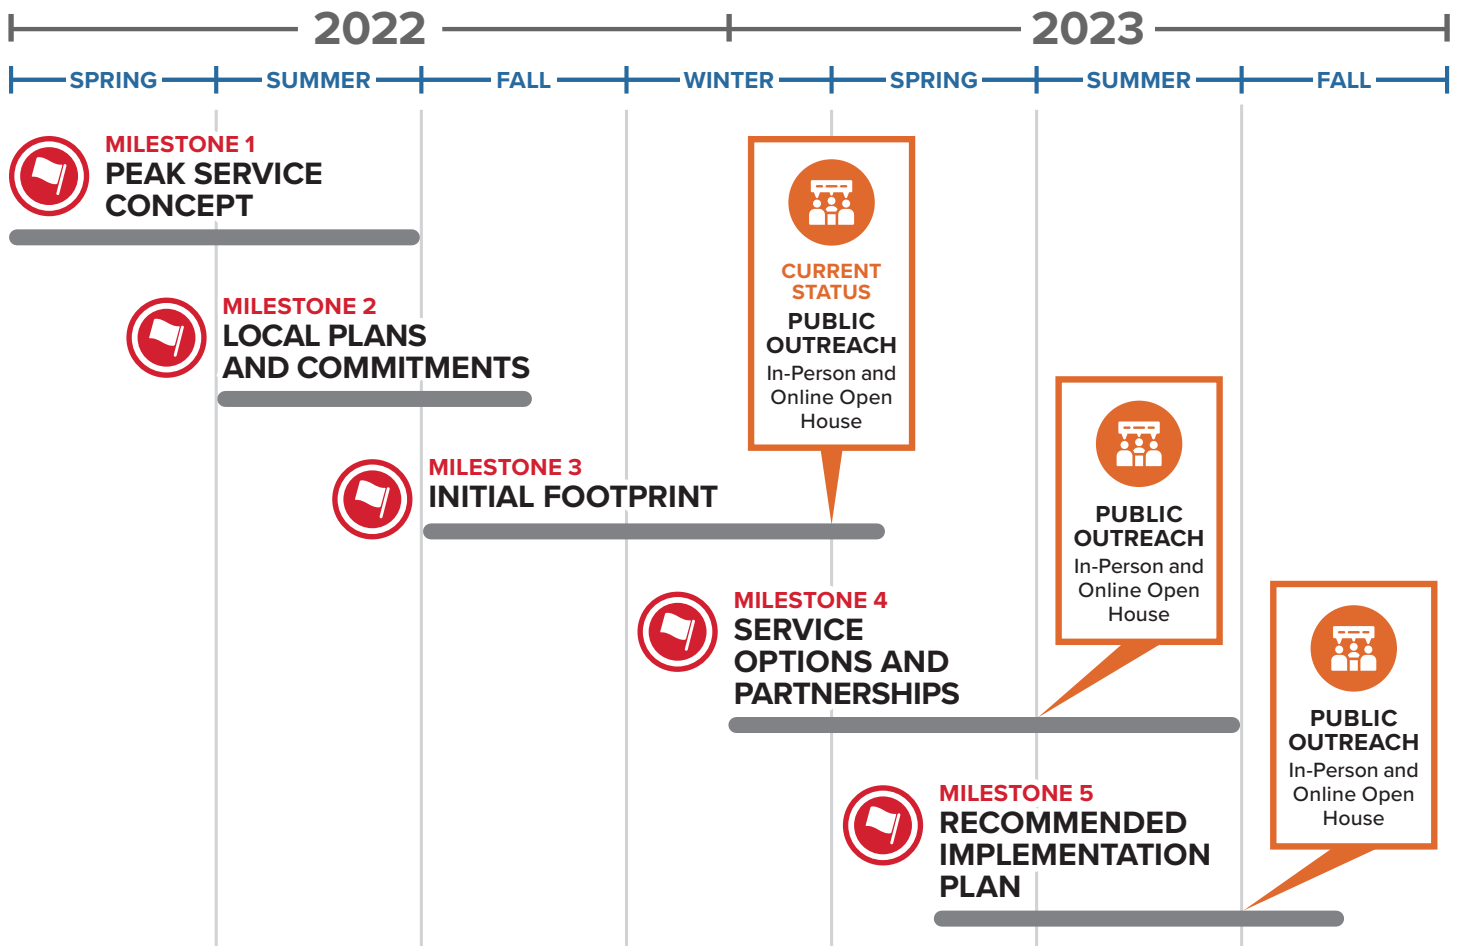 2022 2023
SPRING SUMMER FALL WINTER SPRING SUMMER FALL
MILESTONE 1
PEAK SERVICE
CONCEPT
MILESTONE 2
LOCAL PLANS
AND COMMITMENTS
MILESTONE 3
INITIAL FOOTPRINT
CURRENT
STATUS
PUBLIC
OUTREACH
In-Person and
Online Open
House
MILESTONE 4
SERVICE
OPTIONS AND
PARTNERSHIPS
PUBLIC
OUTREACH
In-Person and
Online Open
House
MILESTONE 5
RECOMMENDED
IMPLEMENTATION
PLAN
PUBLIC
OUTREACH
In-Person and
Online Open
House